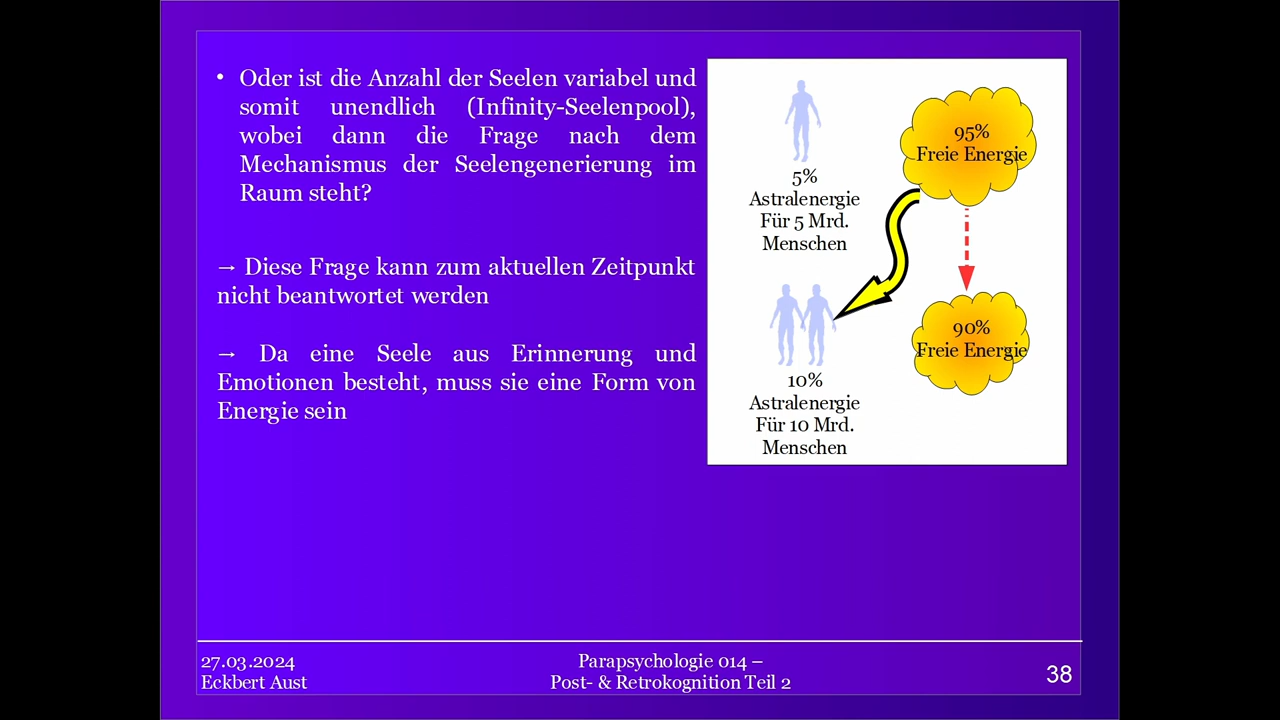 • Oder ist die Anzahl der Seelen variabel und
somit unendlich (Infinity-Seelenpool),
wobei dann die Frage nach dem
Mechanismus der Seelengenerierung im
Raum steht?
→ Diese Frage kann zum aktuellen Zeitpunkt
nicht beantwortet werden
→ Da eine Seele aus Erinnerung und
Emotionen besteht, muss sie eine Form von
Energie sein
5%
Astralenergie
Für 5 Mrd.
Menschen
95%
Freie Energie
10%
Astralenergie
Für 10 Mrd.
Menschen
90%
Freie Energie
27.03.2024
Eckbert Aust
Parapsychologie 014 –
Post- & Retrokognition Teil 2
38